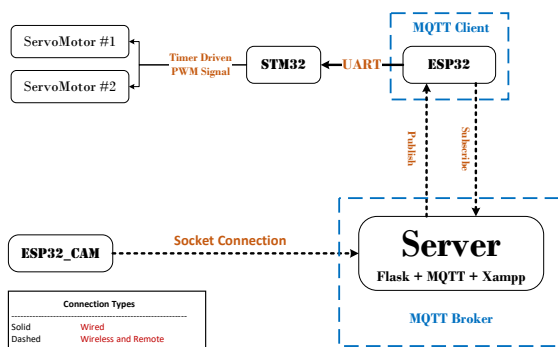 ServoMotor #1
ServoMotor #2
Timer Driven
PWM Signal
STM32
UART
MQTT Client
ESP32
Publish
Subscribe
ESP32_CAM
Socket Connection
Server
Flask + MQTT + Xampp
MQTT Broker
Connection Types
Solid Wired
Dashed Wireless and Remote